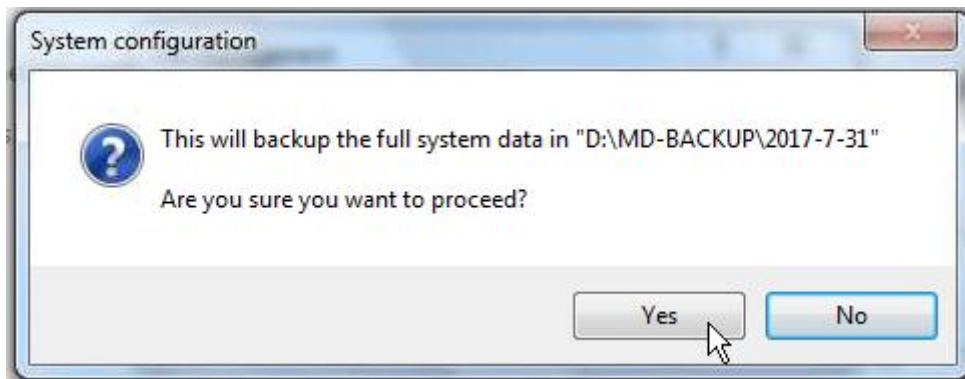 System configuration
This will backup the full system data in "D:\MD-BACKUP\2017-7-31"
Are you sure you want to proceed?
Yes
No